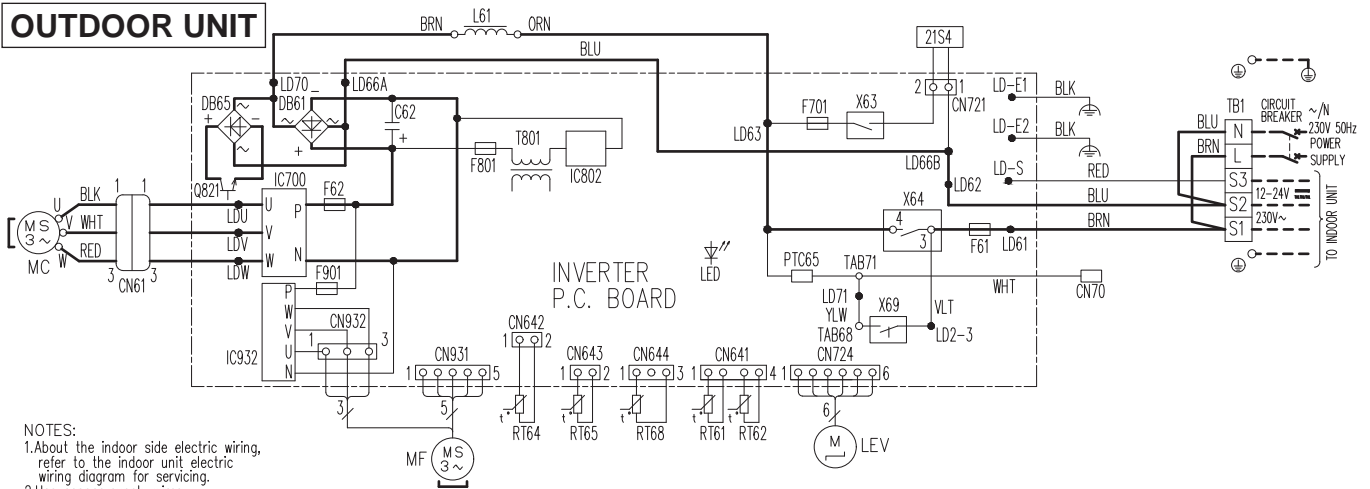 OUTDOOR UNIT
BRN L61 ORN
BLU
21S4
2 1
CN721
LD70 LD66A
DB65 DB61
~ ~ ~ ~
+ - - +
C62
+
T801
F801
IC802
Q821
IC700
U P
V
W N
F62
F901
BLK
WHT
RED
U
V
W
MS
3~
MC
1 1
3 3
CN61
LDU
LDV
LDW
P
W
V
U
N
IC932
CN932
1 3
INVERTER
P.C. BOARD
LED
LD63
F701
X63
LD66B
LD62
LD-E1 BLK
LD-E2 BLK
LD-S RED
BLU
BRN
X64
4
3
F61
LD61
PTC65
TAB71
WHT
CN70
LD71
YLW
TAB68
X69
VLT
LD2-3
TB1
BLU N
BRN L
S3
S2
S1
CIRCUIT
BREAKER
~/N
230V 50Hz
POWER
SUPPLY
12-24V
230V~
TO INDOOR UNIT
CN931
1 5
CN642
1 2
CN643
1 2
CN644
1 3
CN641
1 4
CN724
1 6
3
5
6
t° RT64
t° RT65
t° RT68
t° RT61
t° RT62
MF
MS
3~
M
LEV
NOTES:
1.About the indoor side electric wiring,
refer to the indoor unit electric
wiring diagram for servicing.